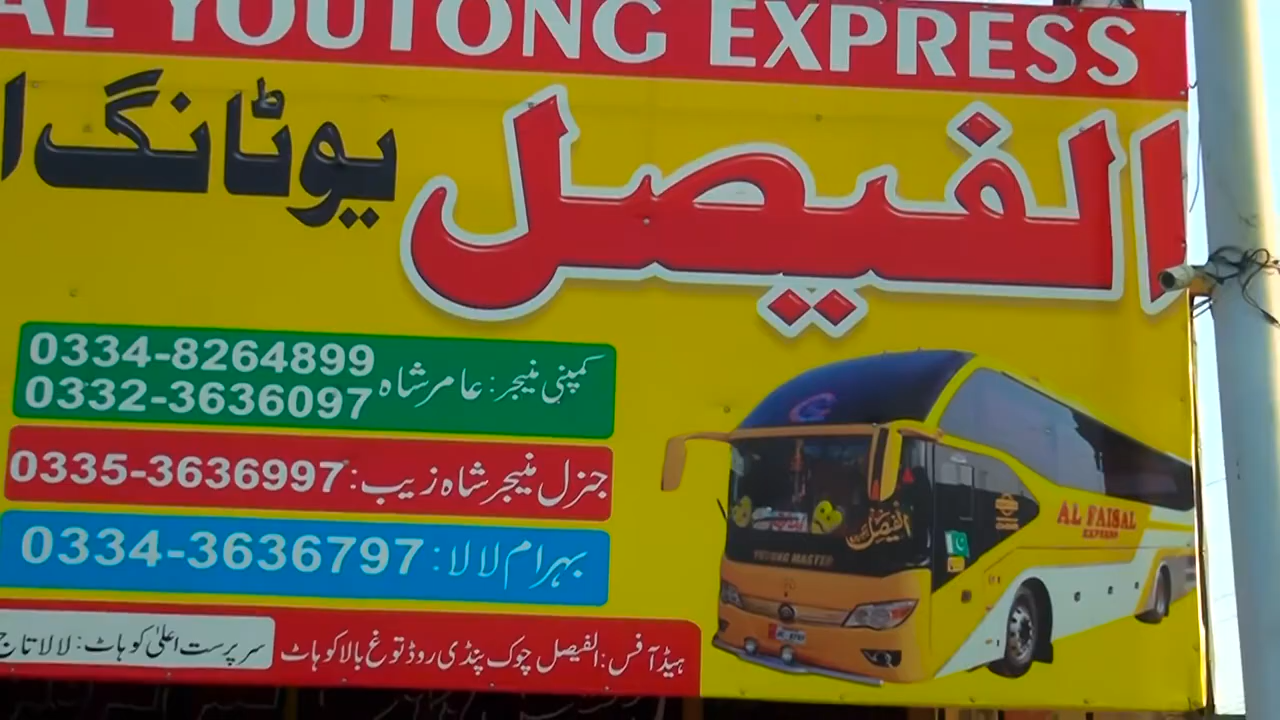 AL YOUTONG EXPRESS
الفیصل یوٹانگ
کمپنی منیجر: عامر شاہ 0334-8264899
0332-3636097
جنرل منیجر شاہ زیب: 0335-3636997
بہرام لالا: 0334-3636797
ہیڈ آفس: الفیصل چوک پنڈی روڈ توغ بالا کوہاٹ
سرپرست اعلیٰ کوہاٹ: لالا تاج
الفیصل
YUTONG MASTER
AL FAISAL
EXPRESS